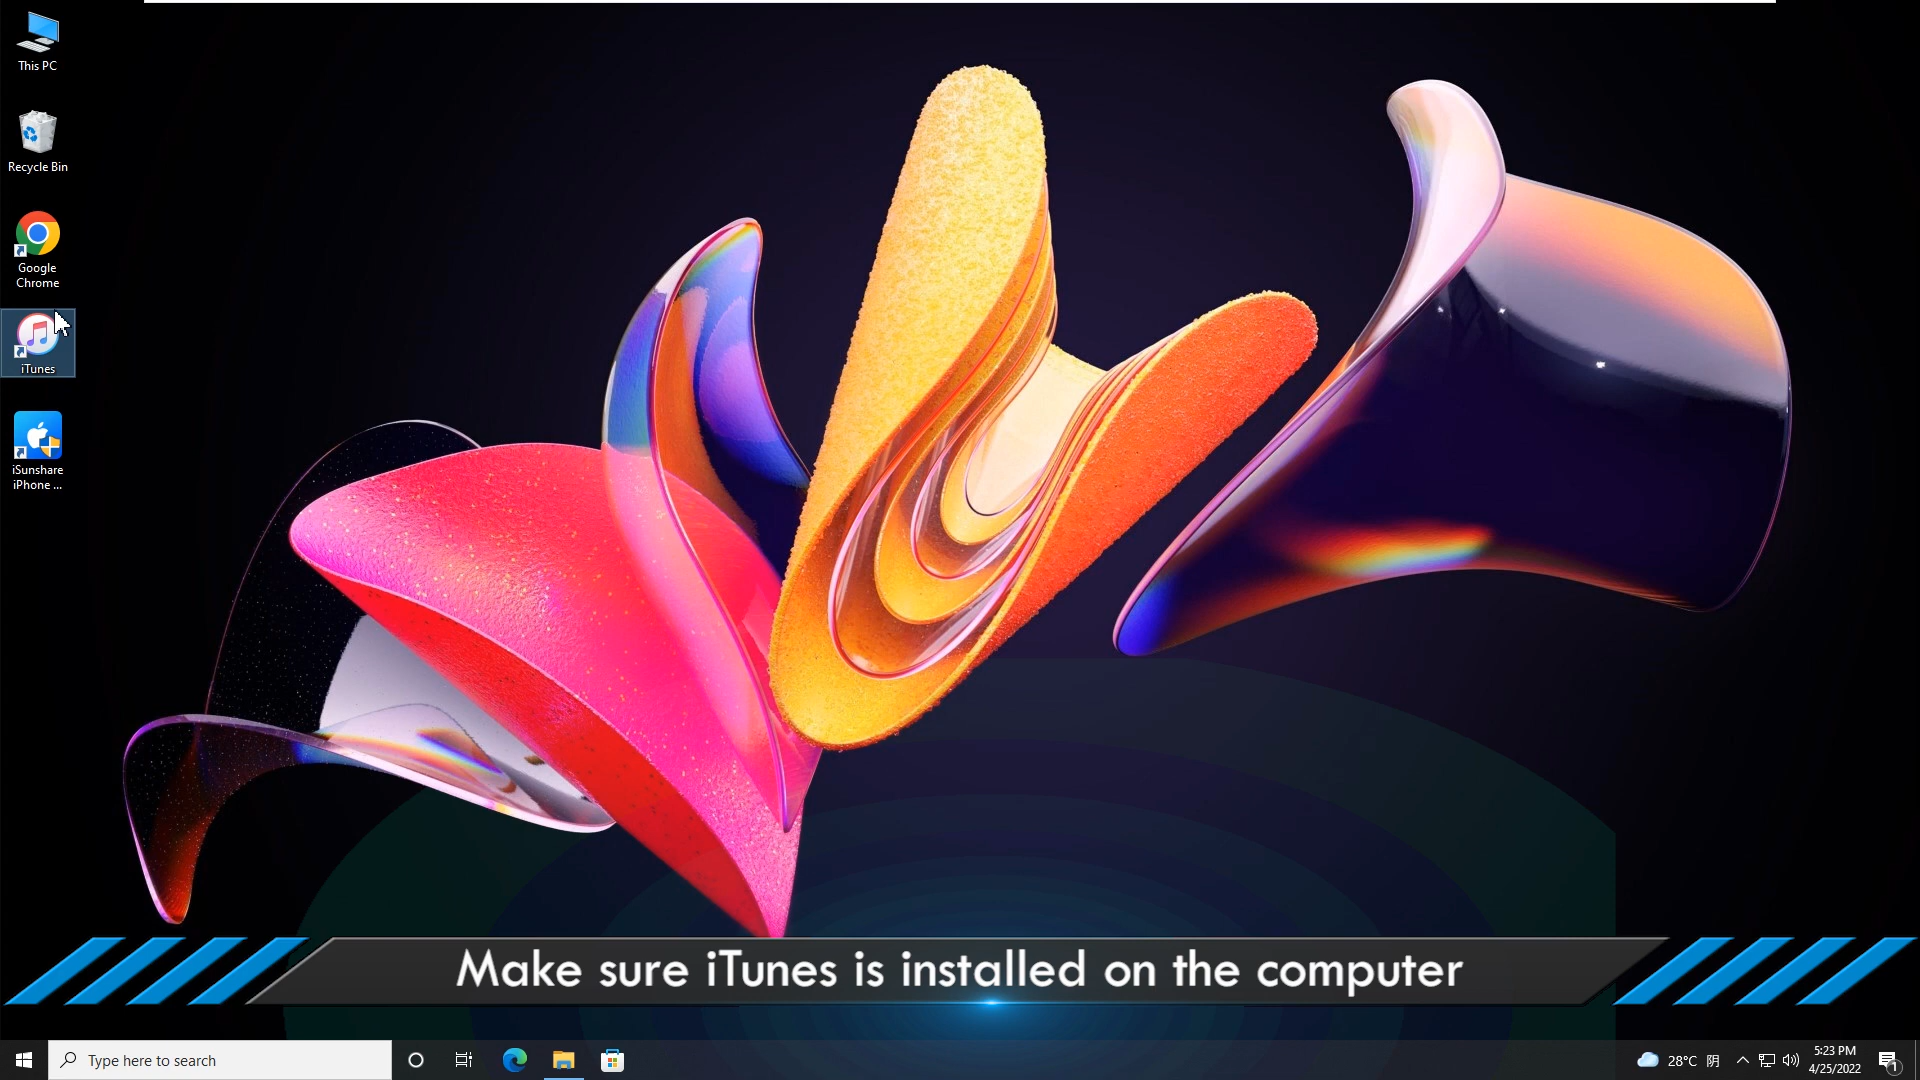 This PC
Recycle Bin
Google
Chrome
iTunes
iSunshare
iPhone ...
Make sure iTunes is installed on the computer
Type here to search
28°C 阴
5:23 PM
4/25/2022
1